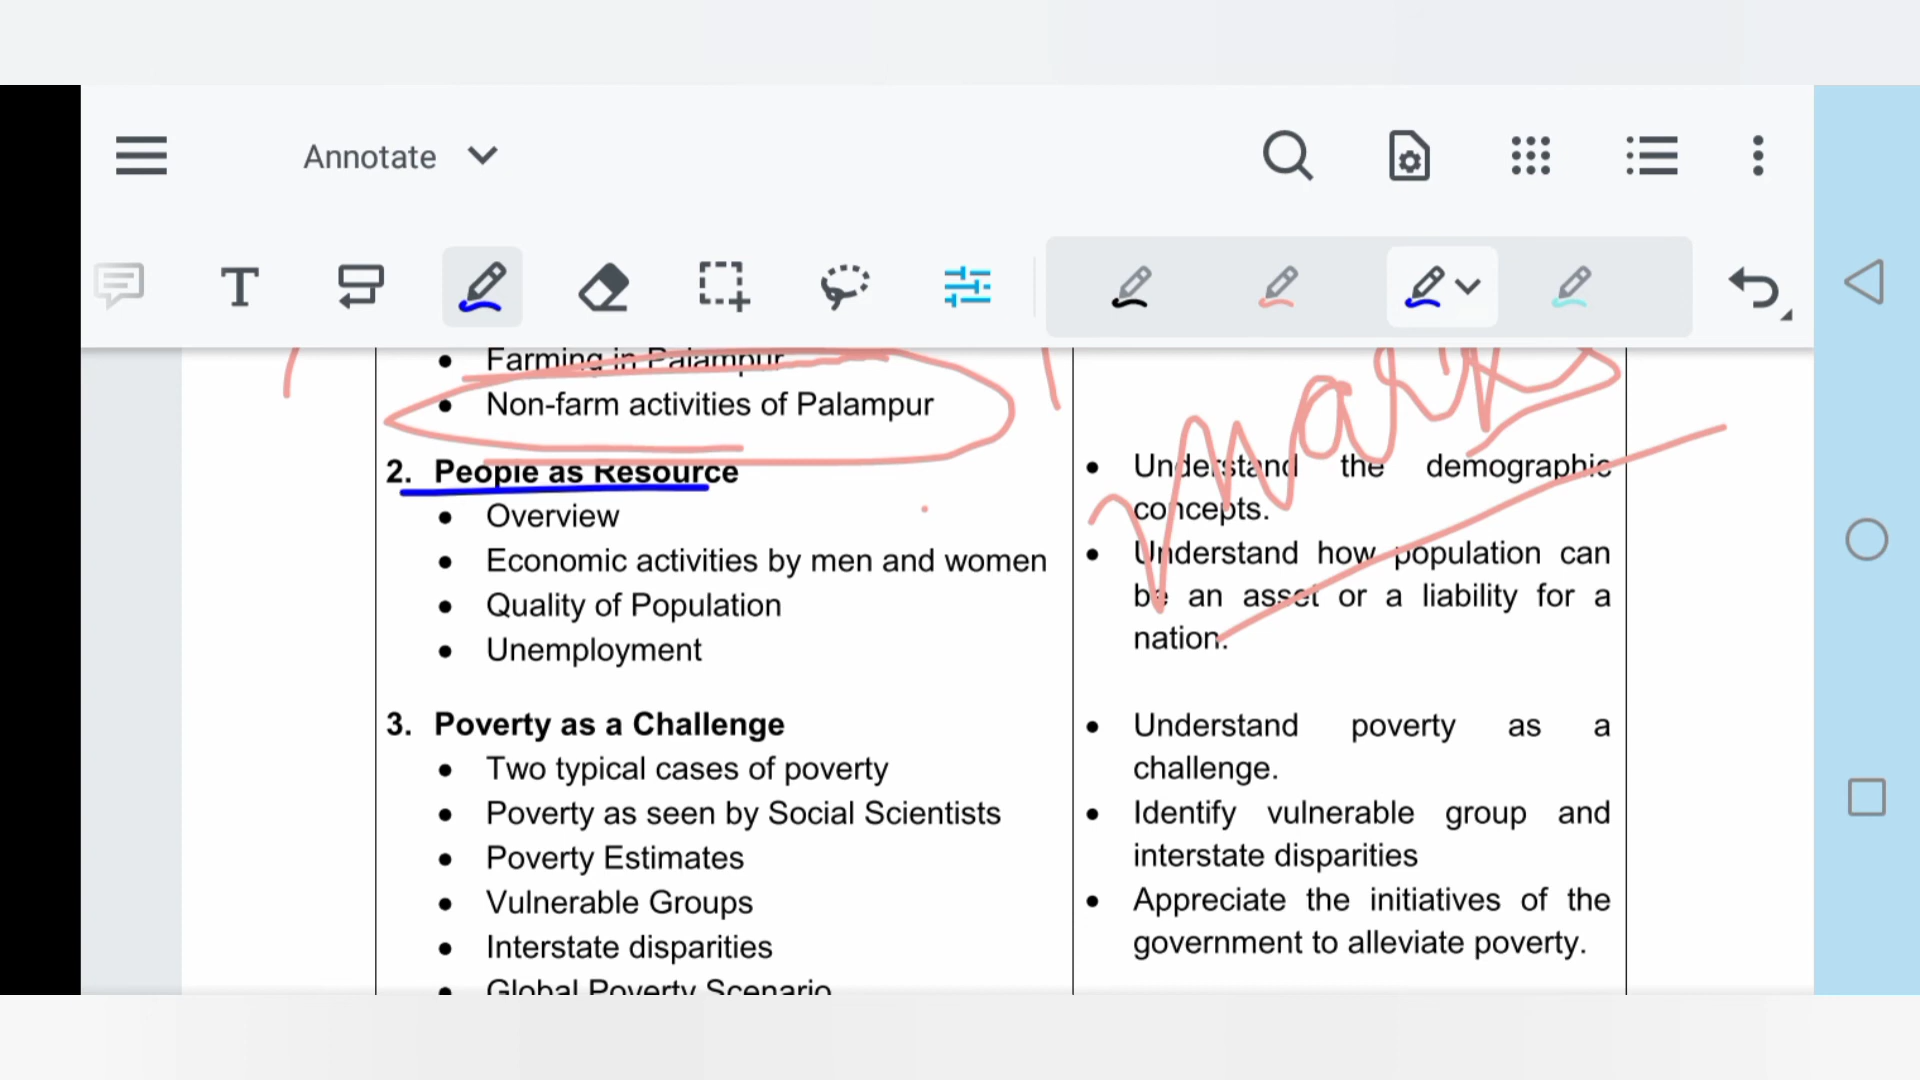 Annotate
T
• Farming in Palampur
• Non-farm activities of Palampur
2. People as Resource
• Overview
• Economic activities by men and women
• Quality of Population
• Unemployment
3. Poverty as a Challenge
• Two typical cases of poverty
• Poverty as seen by Social Scientists
• Poverty Estimates
• Vulnerable Groups
• Interstate disparities
• Global Poverty Scenario
marks
• Understand the demographic
concepts.
• Understand how population can
be an asset or a liability for a
nation.
• Understand poverty as a
challenge.
• Identify vulnerable group and
interstate disparities
• Appreciate the initiatives of the
government to alleviate poverty.